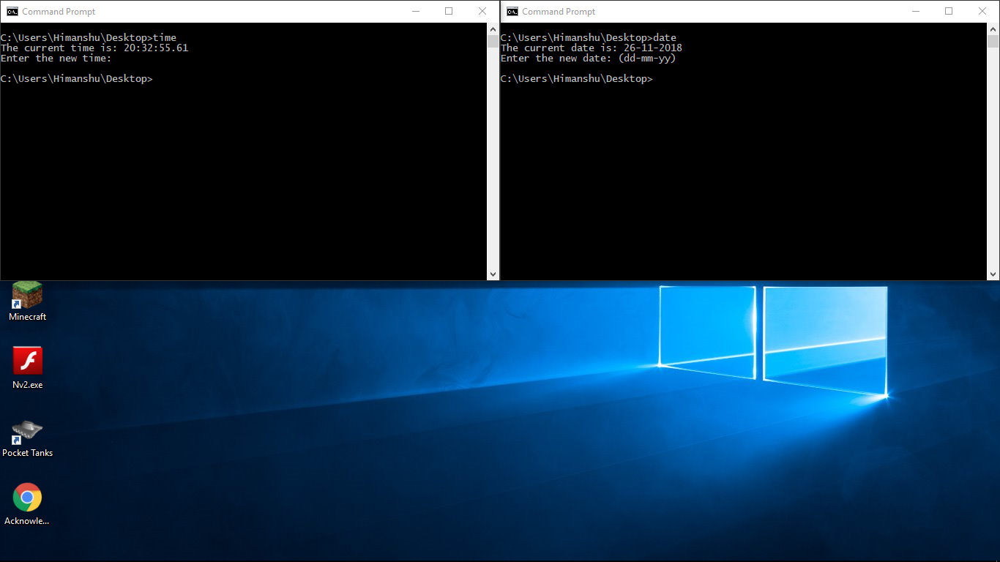 Command Prompt
C:\Users\Himanshu\Desktop>time
The current time is: 20:32:55.61
Enter the new time:
C:\Users\Himanshu\Desktop>
Command Prompt
C:\Users\Himanshu\Desktop>date
The current date is: 26-11-2018
Enter the new date: (dd-mm-yy)
C:\Users\Himanshu\Desktop>
Minecraft
Nv2.exe
Pocket Tanks
Acknowle...